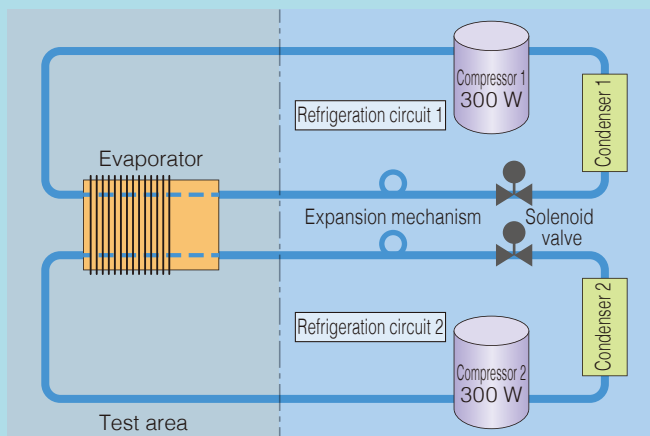 Compressor 1
300 W
Condenser 1
Refrigeration circuit 1
Evaporator
Expansion mechanism
Solenoid
valve
Refrigeration circuit 2
Condenser 2
Compressor 2
300 W
Test area